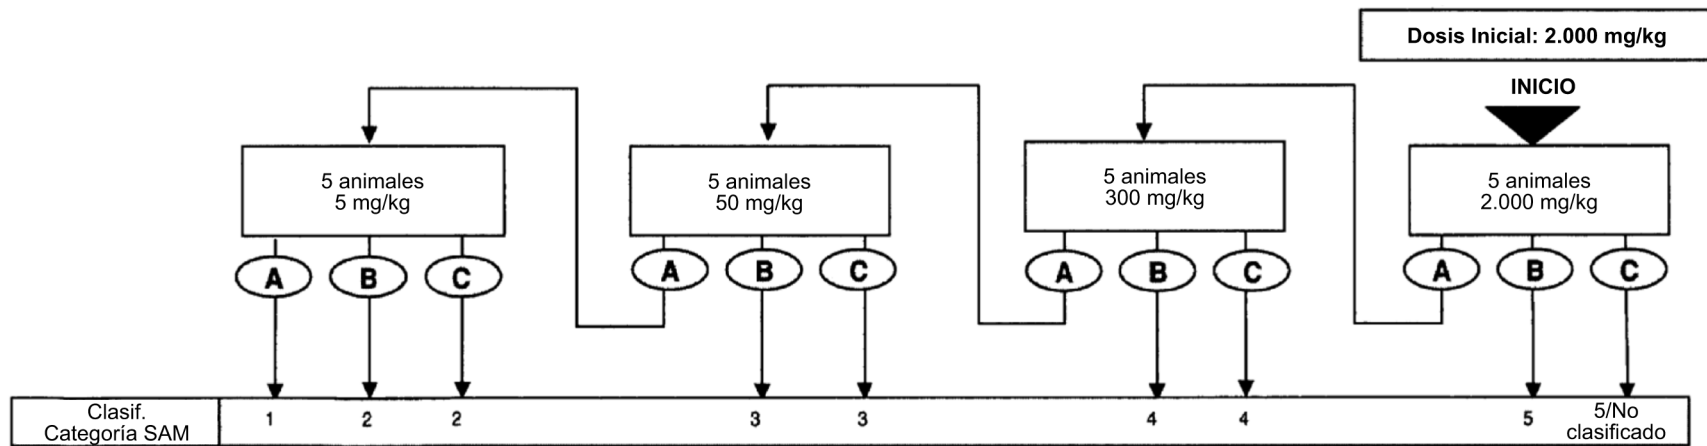 Dosis Inicial: 2.000 mg/kg
INICIO
5 animales
5 mg/kg
5 animales
50 mg/kg
5 animales
300 mg/kg
5 animales
2.000 mg/kg
A B C A B C A B C A B C
Clasif.
Categoría SAM
1 2 2 3 3 4 4 5 5/No
clasificado